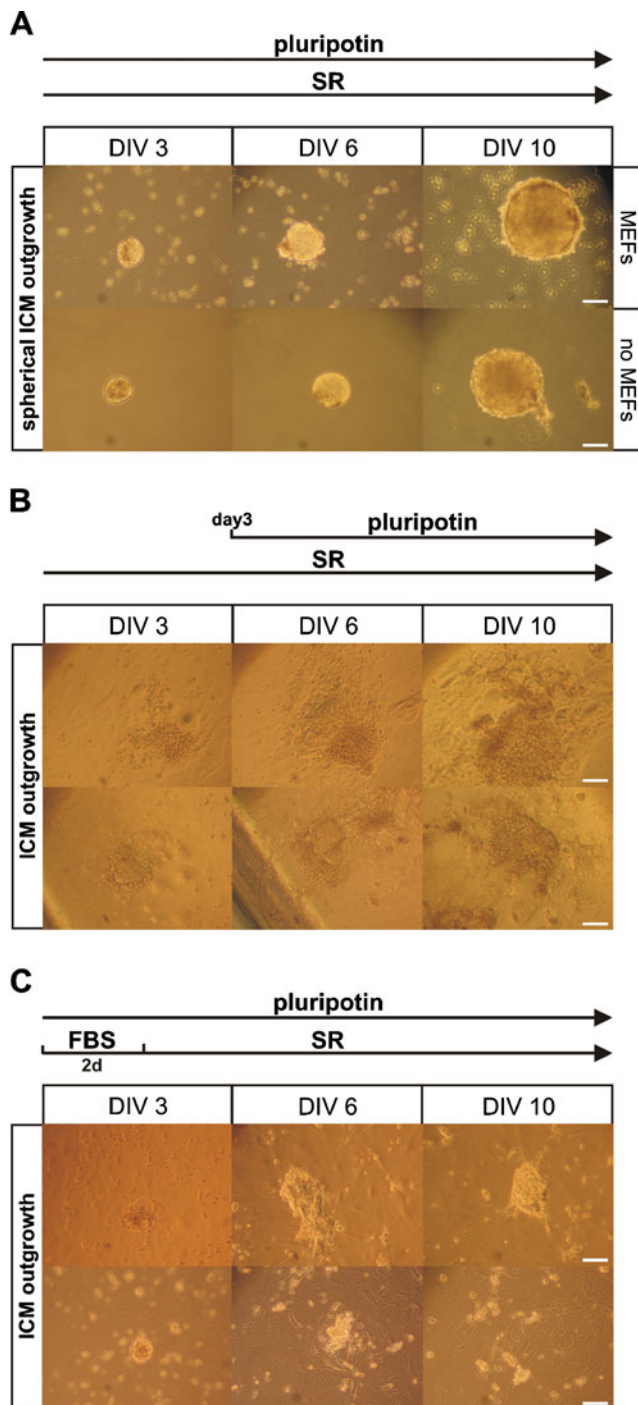 A
pluripotin
SR
DIV 3 DIV 6 DIV 10
spherical ICM outgrowth
MEFs
no MEFs
B
day3
pluripotin
SR
DIV 3 DIV 6 DIV 10
ICM outgrowth
C
pluripotin
FBS SR
2d
DIV 3 DIV 6 DIV 10
ICM outgrowth